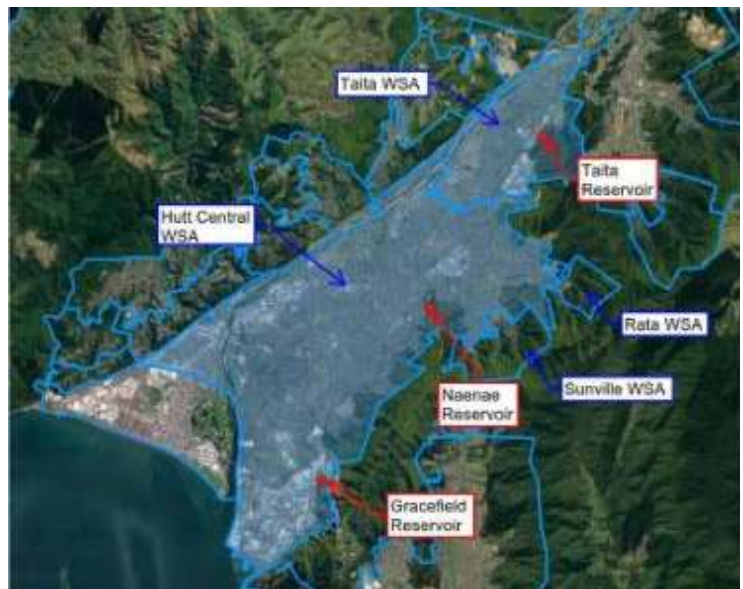 Taita WSA
Taita
Reservoir
Hutt Central
WSA
Rata WSA
Sunville WSA
Naenae
Reservoir
Gracefield
Reservoir